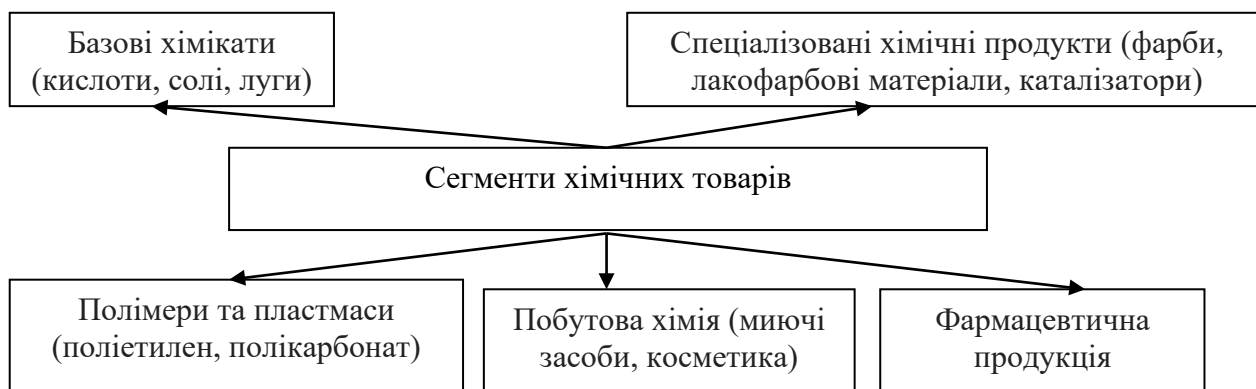 Базові хімікати
(кислоти, солі, луги)
Спеціалізовані хімічні продукти (фарби,
лакофарбові матеріали, каталізатори)
Сегменти хімічних товарів
Полімери та пластмаси
(поліетилен, полікарбонат)
Побутова хімія (миючі
засоби, косметика)
Фармацевтична
продукція